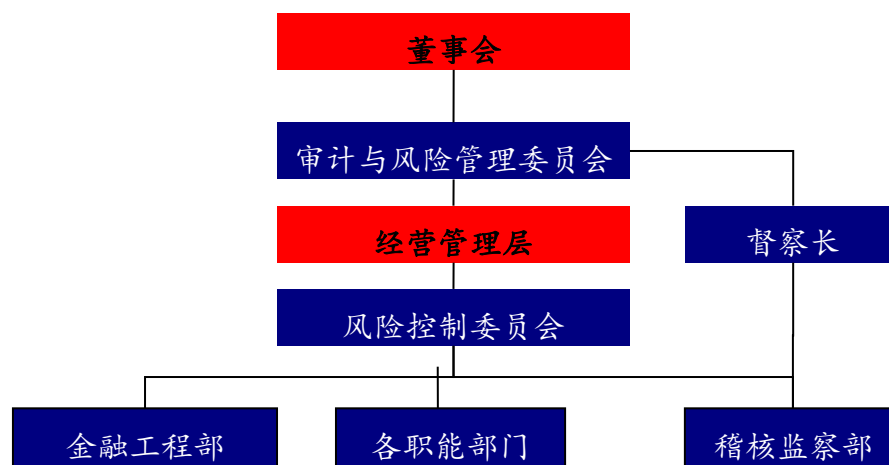 董事会
审计与风险管理委员会
经营管理层
督察长
风险控制委员会
金融工程部
各职能部门
稽核监察部